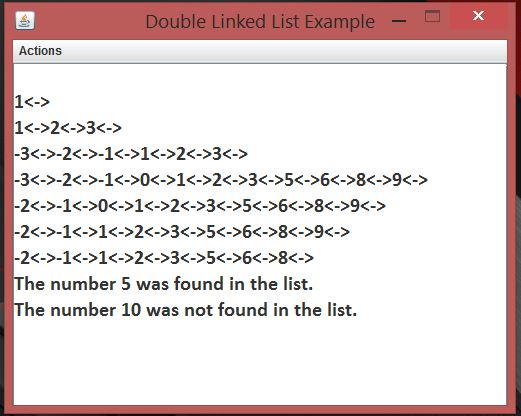 Double Linked List Example
Actions
1<->
1<->2<->3<->
-3<->-2<->-1<->1<->2<->3<->
-3<->-2<->-1<->0<->1<->2<->3<->5<->6<->8<->9<->
-2<->-1<->0<->1<->2<->3<->5<->6<->8<->9<->
-2<->-1<->1<->2<->3<->5<->6<->8<->9<->
-2<->-1<->1<->2<->3<->5<->6<->8<->
The number 5 was found in the list.
The number 10 was not found in the list.